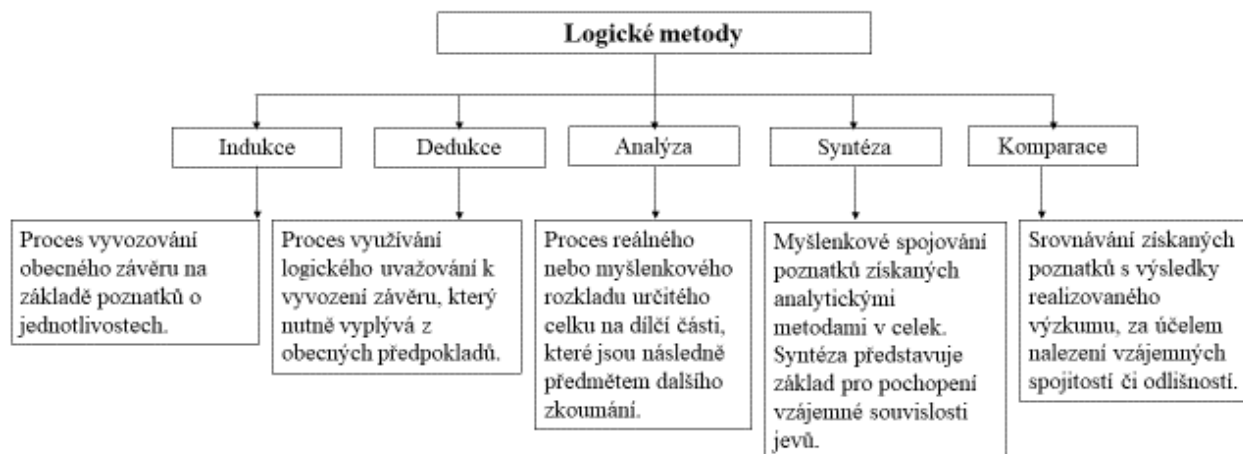 Logické metody
Indukce
Dedukce
Analýza
Syntéza
Komparace
Proces vyvozování
obecného závěru na
základě poznatků o
jednotlivostech.
Proces využívání
logického uvažování k
vyvození závěru, který
nutně vyplývá z
obecných předpokladů.
Proces reálného
nebo myšlenkového
rozkladu určitého
celku na dílčí části,
které jsou následně
předmětem dalšího
zkoumání.
Myšlenkové spojování
poznatků získaných
analytickými
metodami v celek.
Syntéza představuje
základ pro pochopení
vzájemné souvislosti
jevů.
Srovnávání získaných
poznatků s výsledky
realizovaného
výzkumu, za účelem
nalezení vzájemných
spojitostí či odlišností.